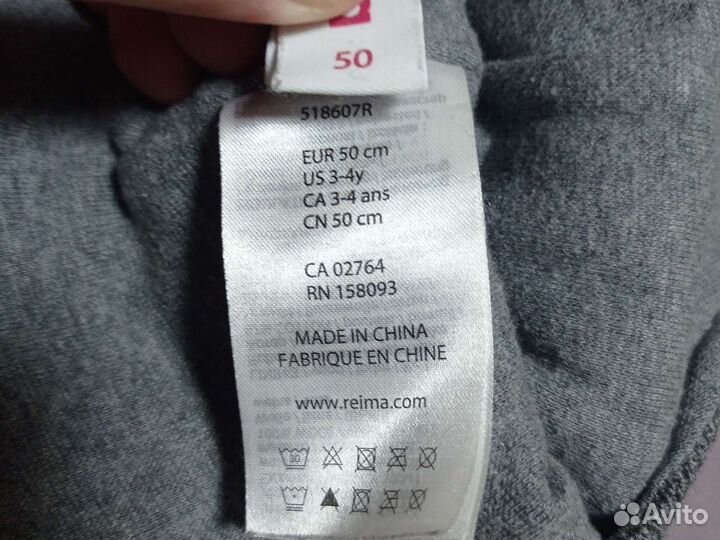 50
518607R
EUR 50 cm
US 3-4y
CA 3-4 ans
CN 50 cm
CA 02764
RN 158093
MADE IN CHINA
FABRIQUE EN CHINE
www.reima.com
30
Avito